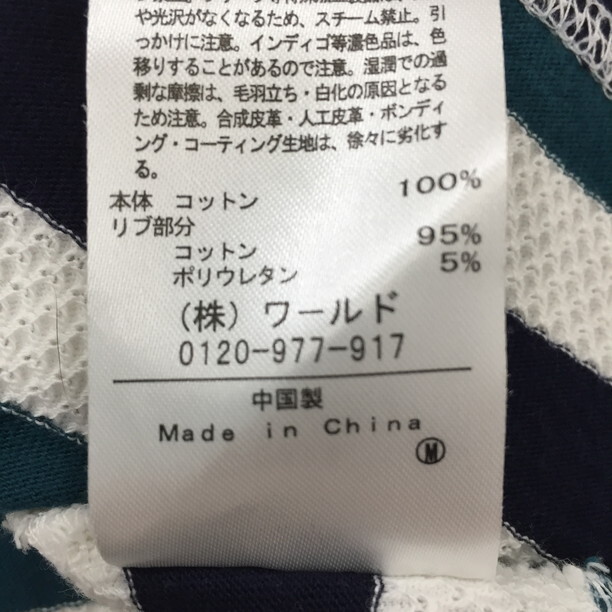 や光沢がなくなるため、スチーム禁止。引
っかけに注意。インディゴ等濃色品は、色
移りすることがあるので注意。湿潤での過
剰な摩擦は、毛羽立ち・白化の原因となる
ため注意。合成皮革・人工皮革・ボンディ
ング・コーティング生地は、徐々に劣化す
る。
本体 コットン 100%
リブ部分
コットン 95%
ポリウレタン 5%
(株) ワールド
0120-977-917
中国製
Made in China
M